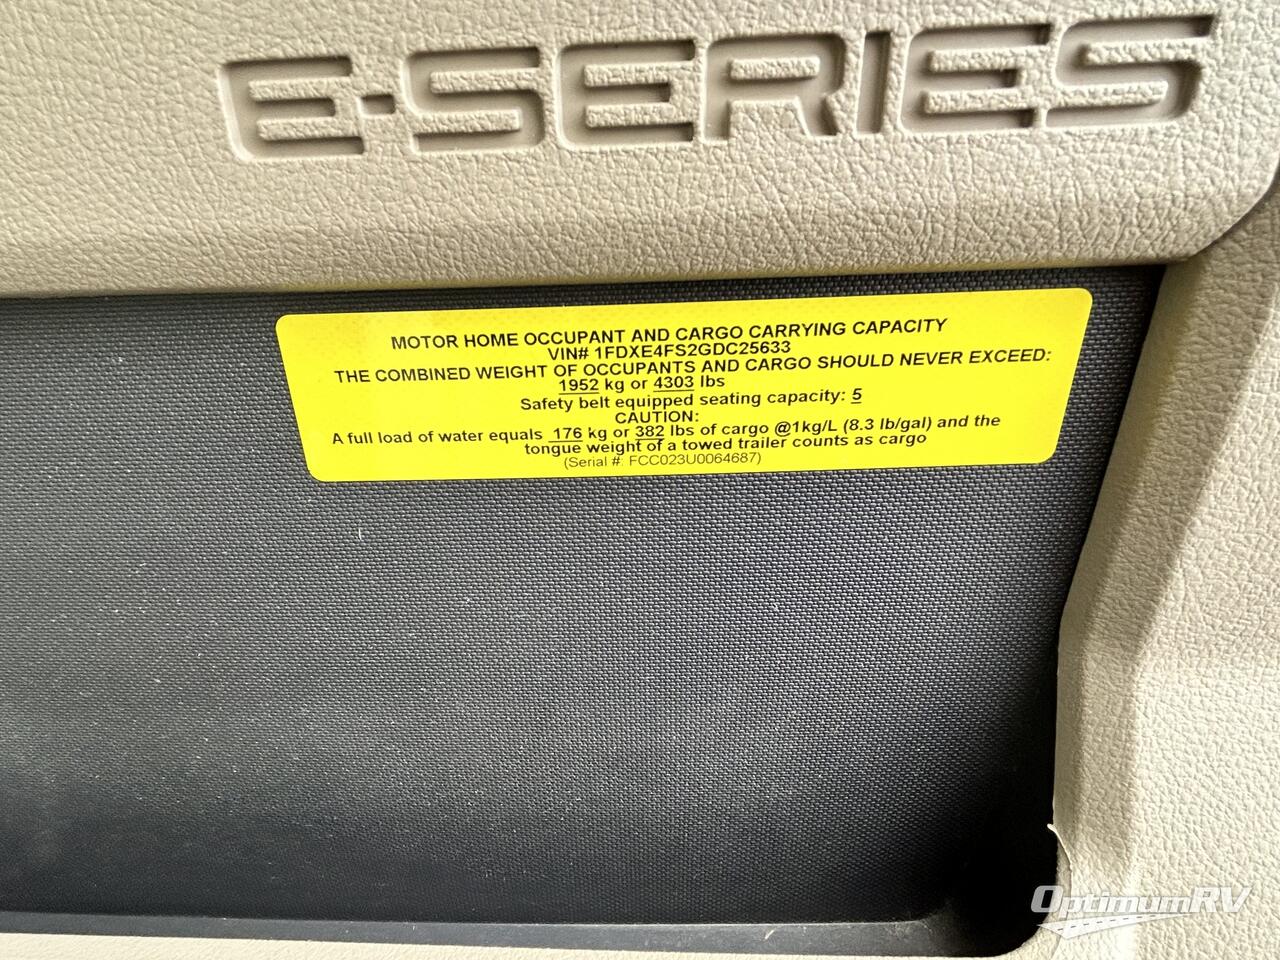 E-SERIES
MOTOR HOME OCCUPANT AND CARGO CARRYING CAPACITY
VIN# 1FDXE4FS2GDC25633
THE COMBINED WEIGHT OF OCCUPANTS AND CARGO SHOULD NEVER EXCEED:
1952 kg or 4303 lbs
Safety belt equipped seating capacity: 5
CAUTION:
A full load of water equals 176 kg or 382 lbs of cargo @1kg/L (8.3 lb/gal) and the
tongue weight of a towed trailer counts as cargo
(Serial #: FCC023U0064687)
OptimumRV